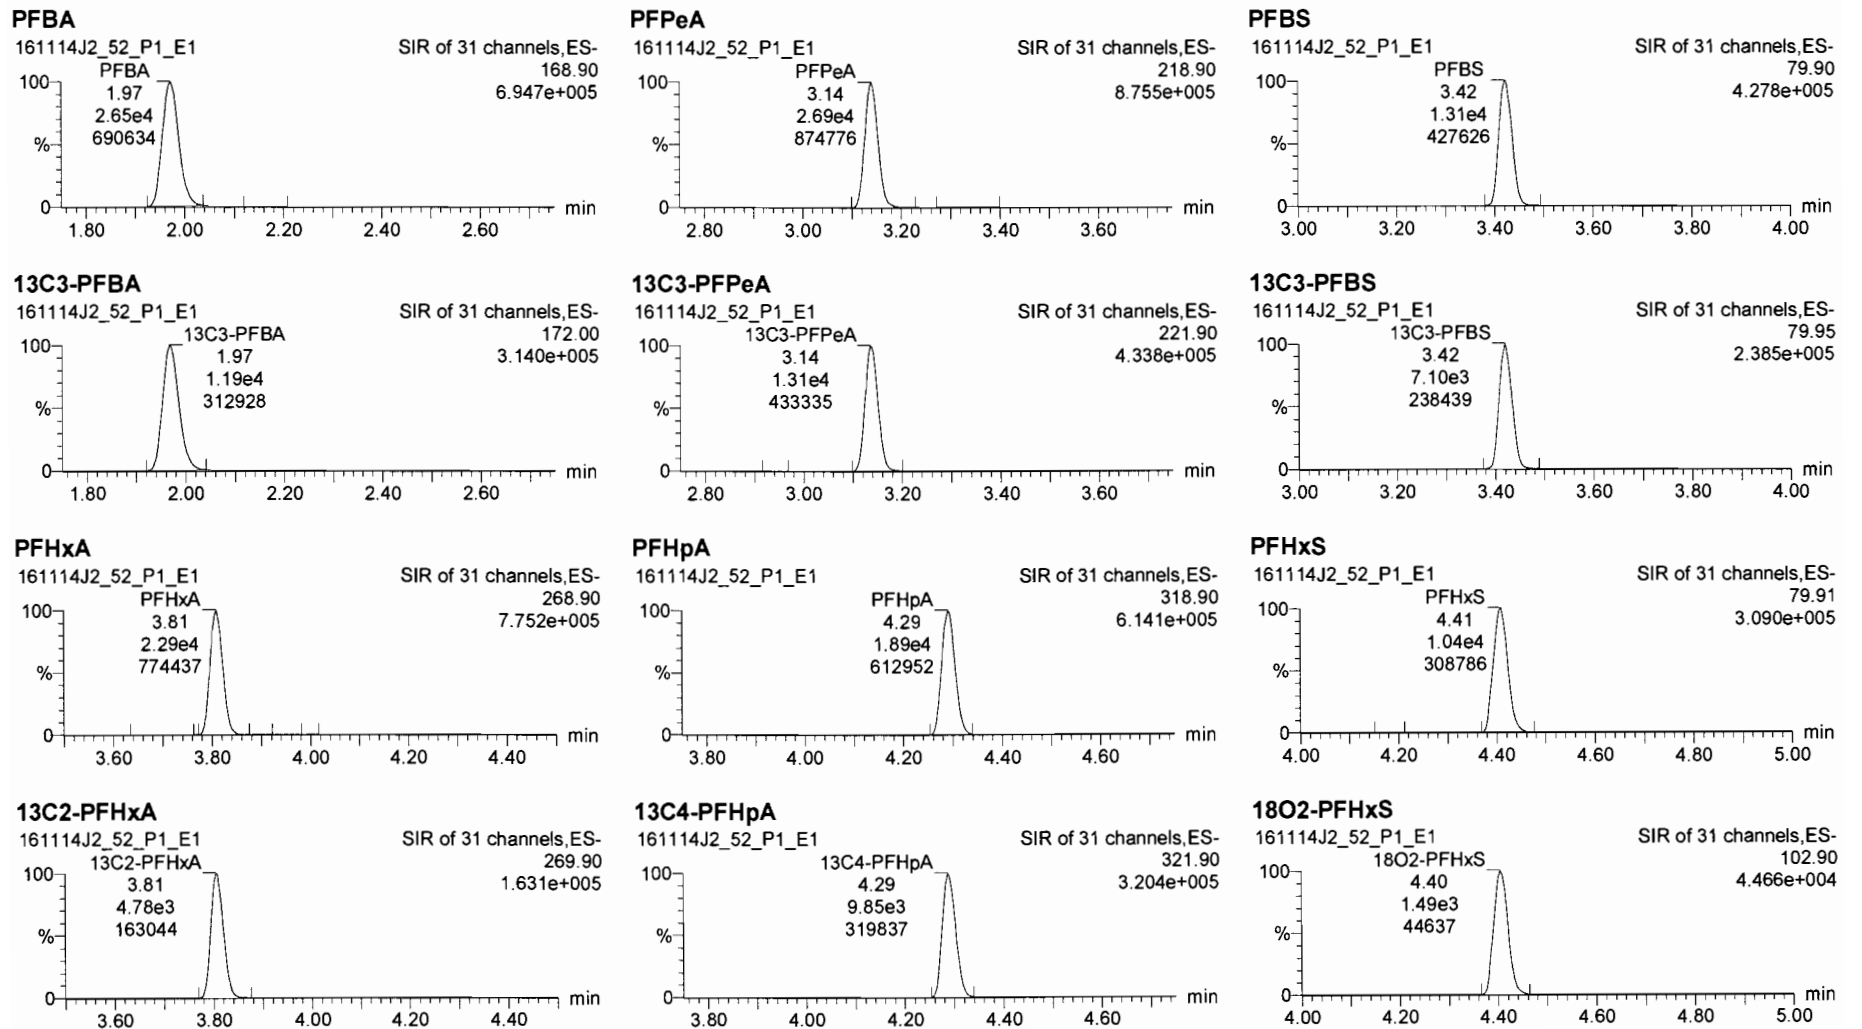 PFBA
161114J2_52_P1_E1 SIR of 31 channels,ES-
PFBA 168.90
1.97 6.947e+005
2.65e4
690634
100
%
0
min
1.80 2.00 2.20 2.40 2.60
PFPeA
161114J2_52_P1_E1 SIR of 31 channels,ES-
PFPeA 218.90
3.14 8.755e+005
2.69e4
874776
100
%
0
min
2.80 3.00 3.20 3.40 3.60
PFBS
161114J2_52_P1_E1 SIR of 31 channels,ES-
PFBS 79.90
3.42 4.278e+005
1.31e4
427626
100
%
0
min
3.00 3.20 3.40 3.60 3.80 4.00
13C3-PFBA
161114J2_52_P1_E1 SIR of 31 channels,ES-
13C3-PFBA 172.00
1.97 3.140e+005
1.19e4
312928
100
%
0
min
1.80 2.00 2.20 2.40 2.60
13C3-PFPeA
161114J2_52_P1_E1 SIR of 31 channels,ES-
13C3-PFPeA 221.90
3.14 4.338e+005
1.31e4
433335
100
%
0
min
2.80 3.00 3.20 3.40 3.60
13C3-PFBS
161114J2_52_P1_E1 SIR of 31 channels,ES-
13C3-PFBS 79.95
3.42 2.385e+005
7.10e3
238439
100
%
0
min
3.00 3.20 3.40 3.60 3.80 4.00
PFHxA
161114J2_52_P1_E1 SIR of 31 channels,ES-
PFHxA 268.90
3.81 7.752e+005
2.29e4
774437
100
%
0
min
3.60 3.80 4.00 4.20 4.40
PFHpA
161114J2_52_P1_E1 SIR of 31 channels,ES-
PFHpA 318.90
4.29 6.141e+005
1.89e4
612952
100
%
0
min
3.80 4.00 4.20 4.40 4.60
PFHxS
161114J2_52_P1_E1 SIR of 31 channels,ES-
PFHxS 79.91
4.41 3.090e+005
1.04e4
308786
100
%
0
min
4.00 4.20 4.40 4.60 4.80 5.00
13C2-PFHxA
161114J2_52_P1_E1 SIR of 31 channels,ES-
13C2-PFHxA 269.90
3.81 1.631e+005
4.78e3
163044
100
%
0
min
3.60 3.80 4.00 4.20 4.40
13C4-PFHpA
161114J2_52_P1_E1 SIR of 31 channels,ES-
13C4-PFHpA 321.90
4.29 3.204e+005
9.85e3
319837
100
%
0
min
3.80 4.00 4.20 4.40 4.60
18O2-PFHxS
161114J2_52_P1_E1 SIR of 31 channels,ES-
18O2-PFHxS 102.90
4.40 4.466e+004
1.49e3
44637
100
%
0
min
4.00 4.20 4.40 4.60 4.80 5.00